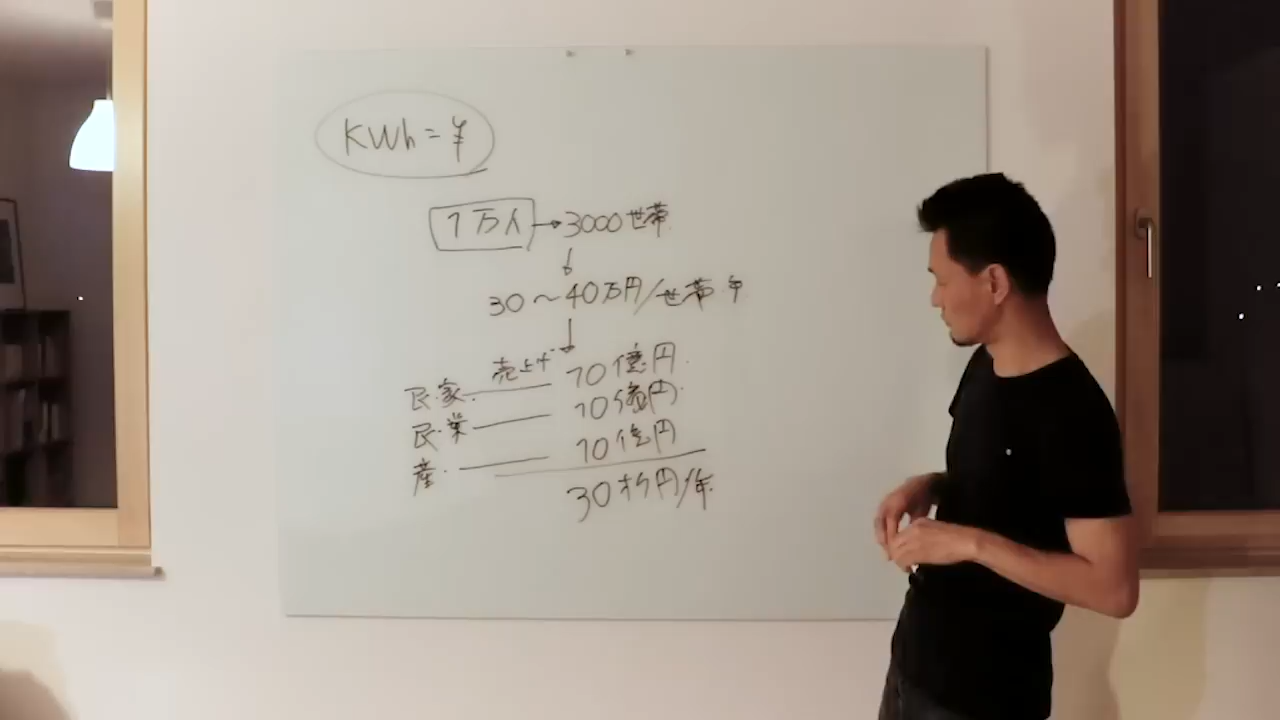 KWh=¥
1万人→3000世帯
↓
30〜40万円/世帯 年
↓
売上げ
民・家. 10億円
民・業 10億円
産・ 10億円
30オク円/年